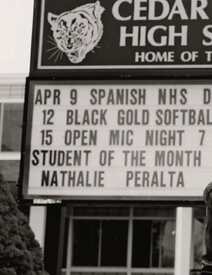 CEDAR
HIGH S
HOME OF T
APR 9 SPANISH NHS D
12 BLACK GOLD SOFTBAL
15 OPEN MIC NIGHT 7
STUDENT OF THE MONTH
NATHALIE PERALTA